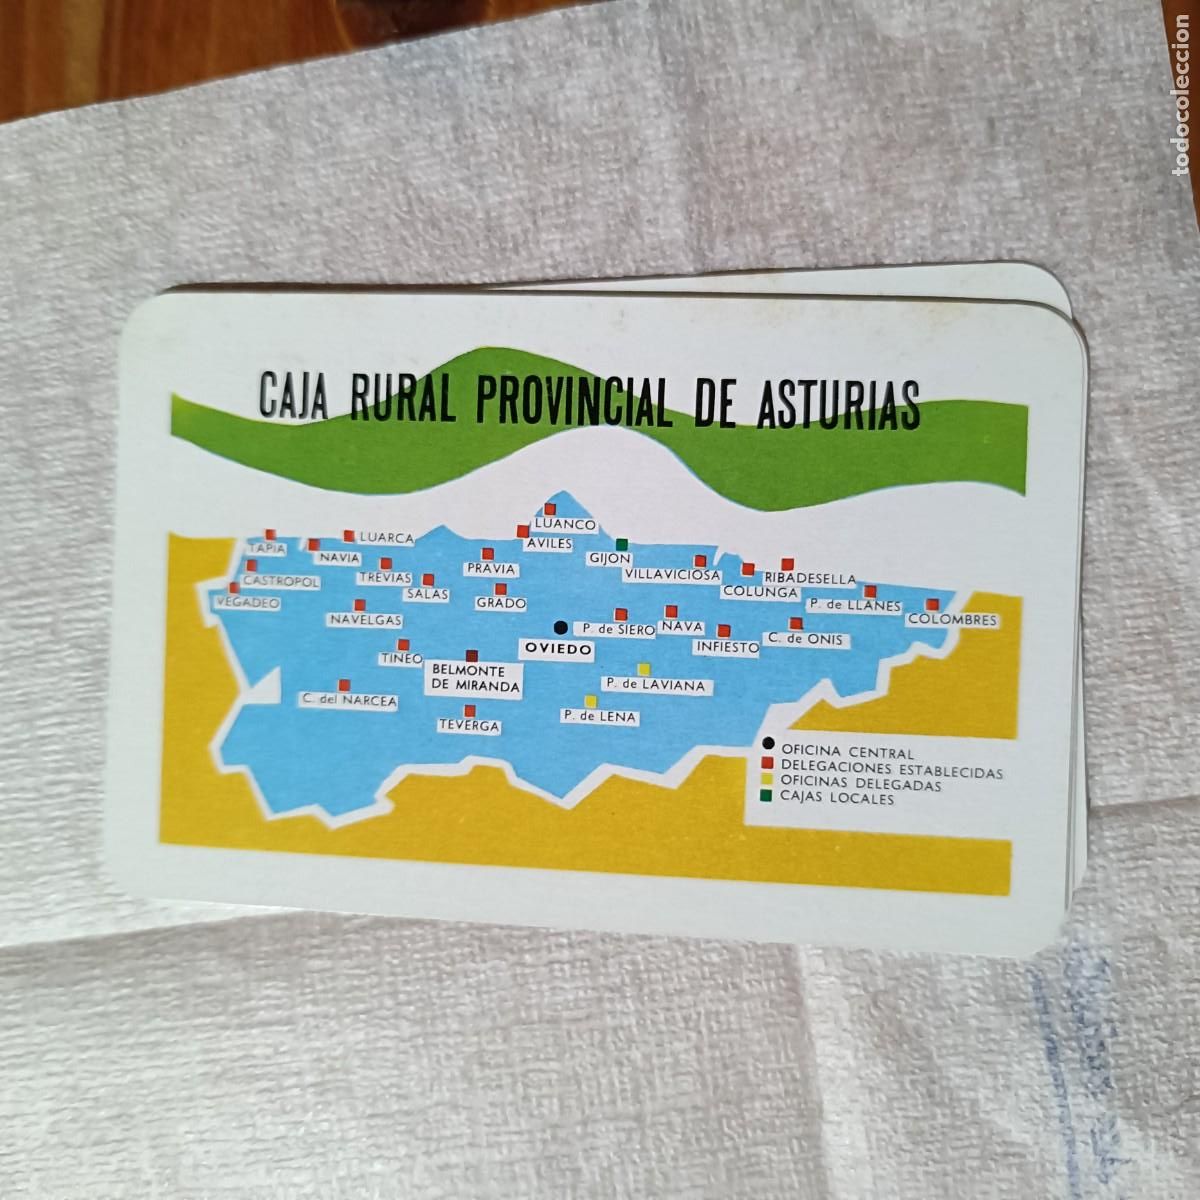 todocoleccion
CAJA RURAL PROVINCIAL DE ASTURIAS
LUANCO
TAPIA
LUARCA
AVILES
NAVIA
GIJON
PRAVIA
VILLAVICIOSA
RIBADESELLA
CASTROPOL
TREVIAS
SALAS
COLUNGA
VEGADEO
GRADO
P. de LLANES
COLOMBRES
NAVELGAS
P. de SIERO
NAVA
C. de ONIS
OVIEDO
INFIESTO
TINEO
BELMONTE
DE MIRANDA
P. de LAVIANA
C. del NARCEA
P. de LENA
TEVERGA
OFICINA CENTRAL
DELEGACIONES ESTABLECIDAS
OFICINAS DELEGADAS
CAJAS LOCALES